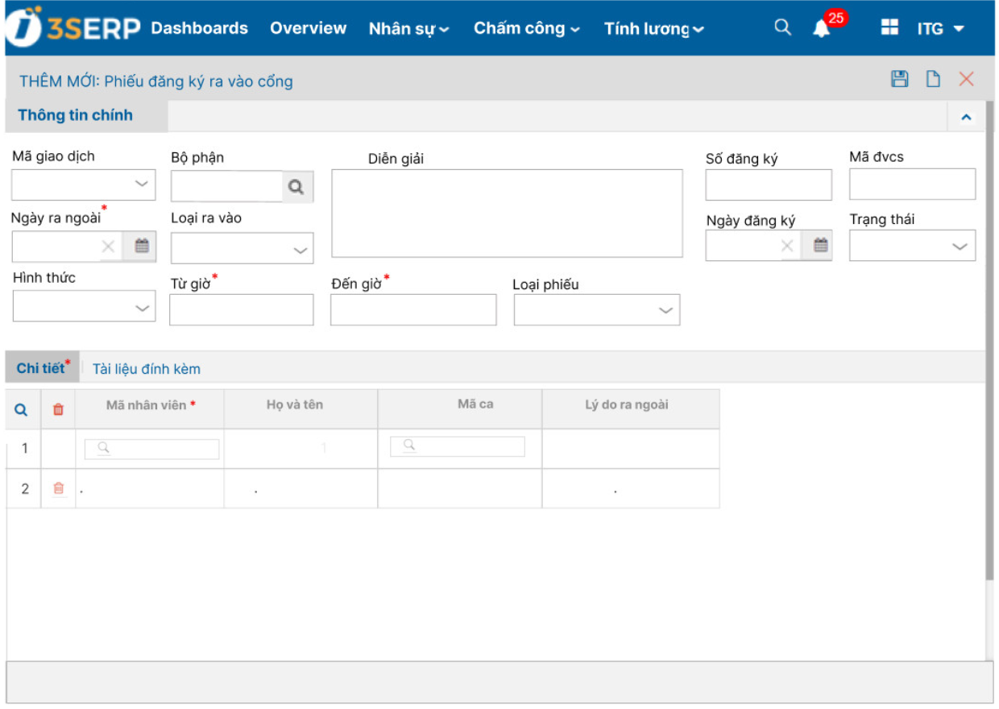 3SERP Dashboards Overview Nhân sự Chấm công Tính lương 25 ITG
THÊM MỚI: Phiếu đăng ký ra vào cổng
Thông tin chính
Mã giao dịch Bộ phận Diễn giải Số đăng ký Mã đvcs
Ngày ra ngoài* Loại ra vào Ngày đăng ký Trạng thái
Hình thức Từ giờ* Đến giờ* Loại phiếu
Chi tiết* Tài liệu đính kèm
Mã nhân viên * Họ và tên Mã ca Lý do ra ngoài
1 1
2 . . .